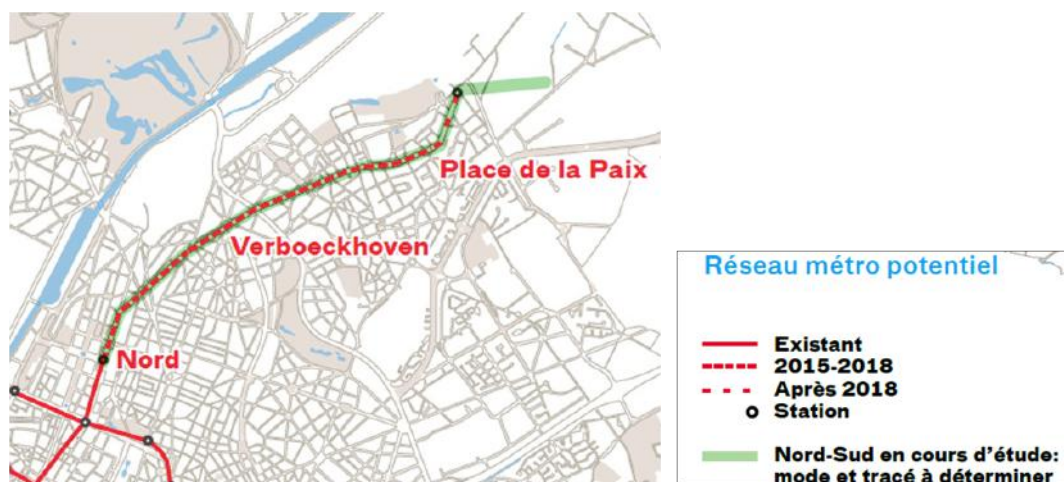 Place de la Paix
Verboeckhoven
Nord
Réseau métro potentiel
Existant
2015-2018
Après 2018
Station
Nord-Sud en cours d'étude:
mode et tracé à déterminer